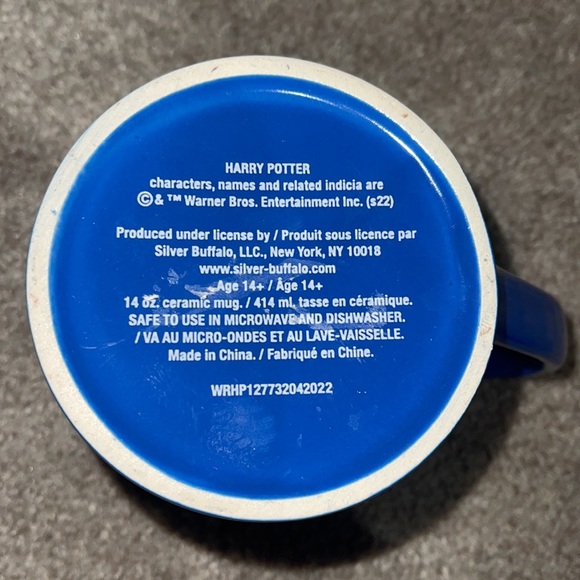 HARRY POTTER
characters, names and related indicia are
© & ™ Warner Bros. Entertainment Inc. (s22)
Produced under license by / Produit sous licence par
Silver Buffalo, LLC., New York, NY 10018
www.silver-buffalo.com
Age 14+ / Âge 14+
14 OZ. ceramic mug. / 414 ml, tasse en céramique.
SAFE TO USE IN MICROWAVE AND DISHWASHER.
/ VA AU MICRO-ONDES ET AU LAVE-VAISSELLE.
Made in China. / Fabriqué en Chine.
WRHP127732042022